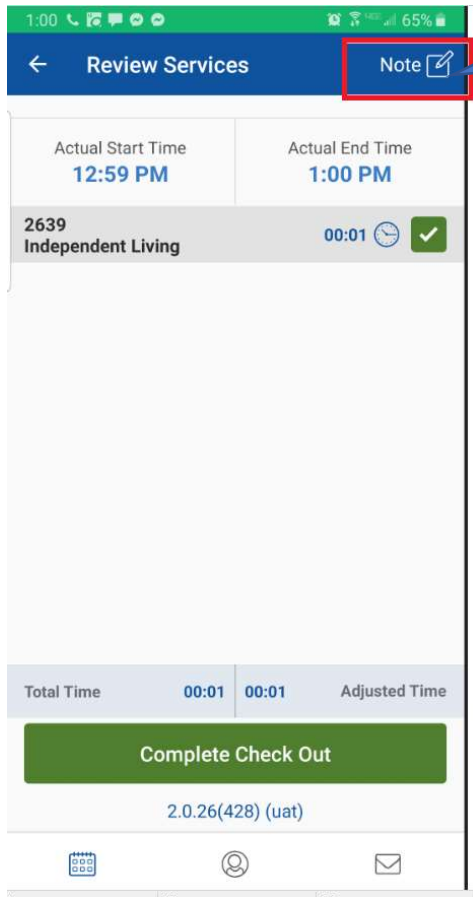 1:00 65%
Review Services Note
Actual Start Time Actual End Time
12:59 PM 1:00 PM
2639
Independent Living 00:01
Total Time 00:01 00:01 Adjusted Time
Complete Check Out
2.0.26(428) (uat)